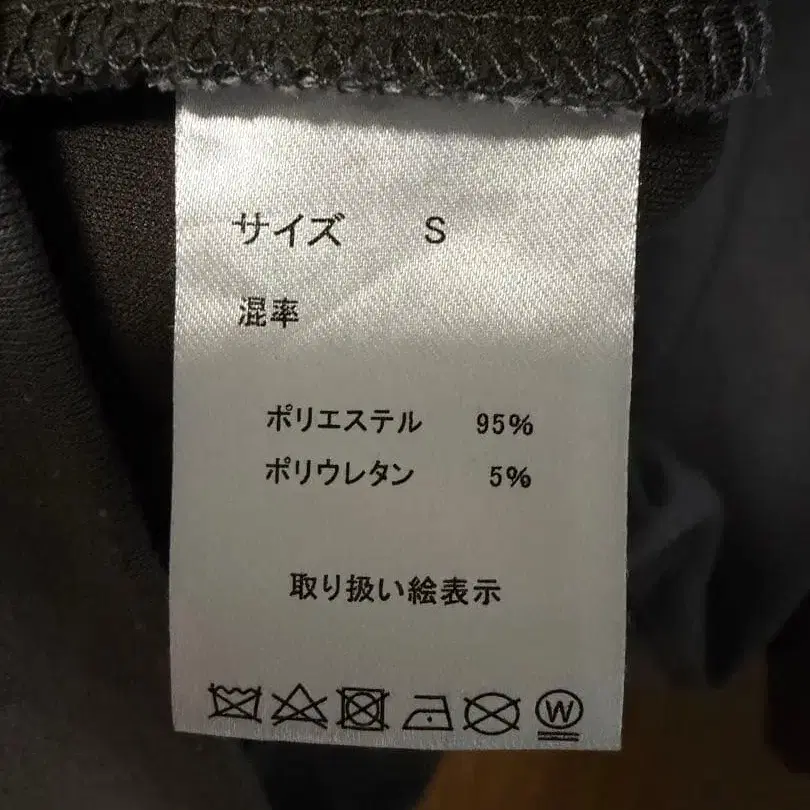 サイズ S
混率
ポリエステル 95%
ポリウレタン 5%
取り扱い絵表示
W